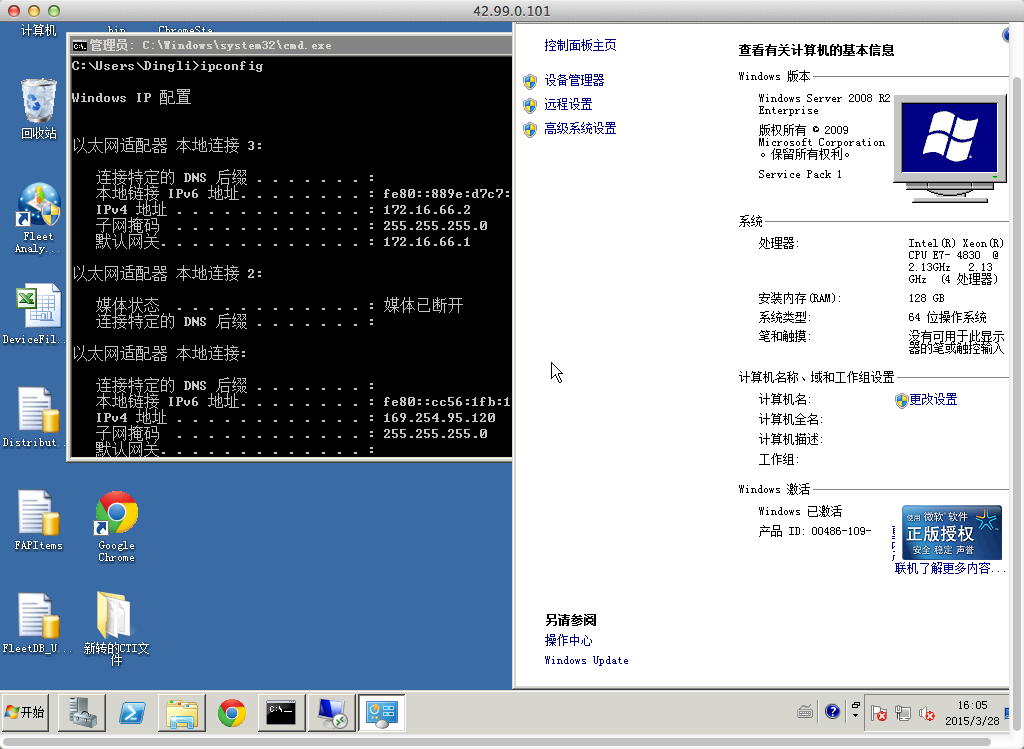 42.99.0.101
计算机
bin
ChromeSta
回收站
Fleet
Analy...
DeviceFil...
Distribut...
FAPItems
Google
Chrome
FleetDB_U...
新转的CTI文
件
管理员: C:\Windows\system32\cmd.exe
C:\Users\Dingli>ipconfig
Windows IP 配置
以太网适配器 本地连接 3:
连接特定的 DNS 后缀 . . . . . . . :
本地链接 IPv6 地址. . . . . . . . : fe80::889e:d7c7:
IPv4 地址 . . . . . . . . . . . . : 172.16.66.2
子网掩码 . . . . . . . . . . . . : 255.255.255.0
默认网关. . . . . . . . . . . . . : 172.16.66.1
以太网适配器 本地连接 2:
媒体状态 . . . . . . . . . . . . : 媒体已断开
连接特定的 DNS 后缀 . . . . . . . :
以太网适配器 本地连接:
连接特定的 DNS 后缀 . . . . . . . :
本地链接 IPv6 地址. . . . . . . . : fe80::cc56:1fb:1
IPv4 地址 . . . . . . . . . . . . : 169.254.95.120
子网掩码 . . . . . . . . . . . . : 255.255.255.0
默认网关. . . . . . . . . . . . . :
控制面板主页
设备管理器
远程设置
高级系统设置
另请参阅
操作中心
Windows Update
查看有关计算机的基本信息
Windows 版本
Windows Server 2008 R2
Enterprise
版权所有 © 2009
Microsoft Corporation
。保留所有权利。
Service Pack 1
系统
处理器: Intel(R) Xeon(R)
CPU E7- 4830 @
2.13GHz 2.13
GHz (4 处理器)
安装内存(RAM): 128 GB
系统类型: 64 位操作系统
笔和触摸: 没有可用于此显示
器的笔或触控输入
计算机名称、域和工作组设置
计算机名: 更改设置
计算机全名:
计算机描述:
工作组:
Windows 激活
Windows 已激活
产品 ID: 00486-109-
使用 微软 软件
正版授权
安全 稳定 声誉
联机了解更多内容...
开始
C:\_
16:05
2015/3/28